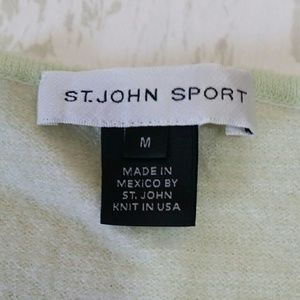 ST. JOHN SPORT
M
MADE IN
MEXICO BY
ST. JOHN
KNIT IN USA